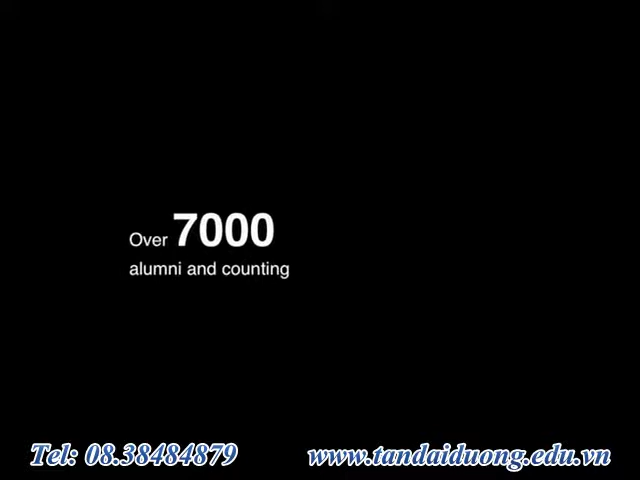 Over 7000
alumni and counting
Tel: 08.38484879 www.tandaiduong.edu.vn